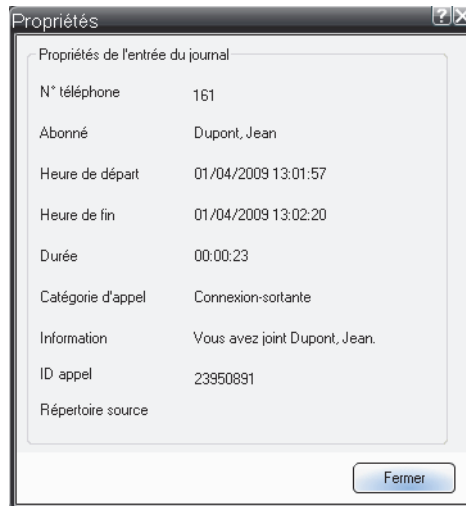 Propriétés
Propriétés de l'entrée du journal
N° téléphone 161
Abonné Dupont, Jean
Heure de départ 01/04/2009 13:01:57
Heure de fin 01/04/2009 13:02:20
Durée 00:00:23
Catégorie d'appel Connexion-sortante
Information Vous avez joint Dupont, Jean.
ID appel 23950891
Répertoire source
Fermer